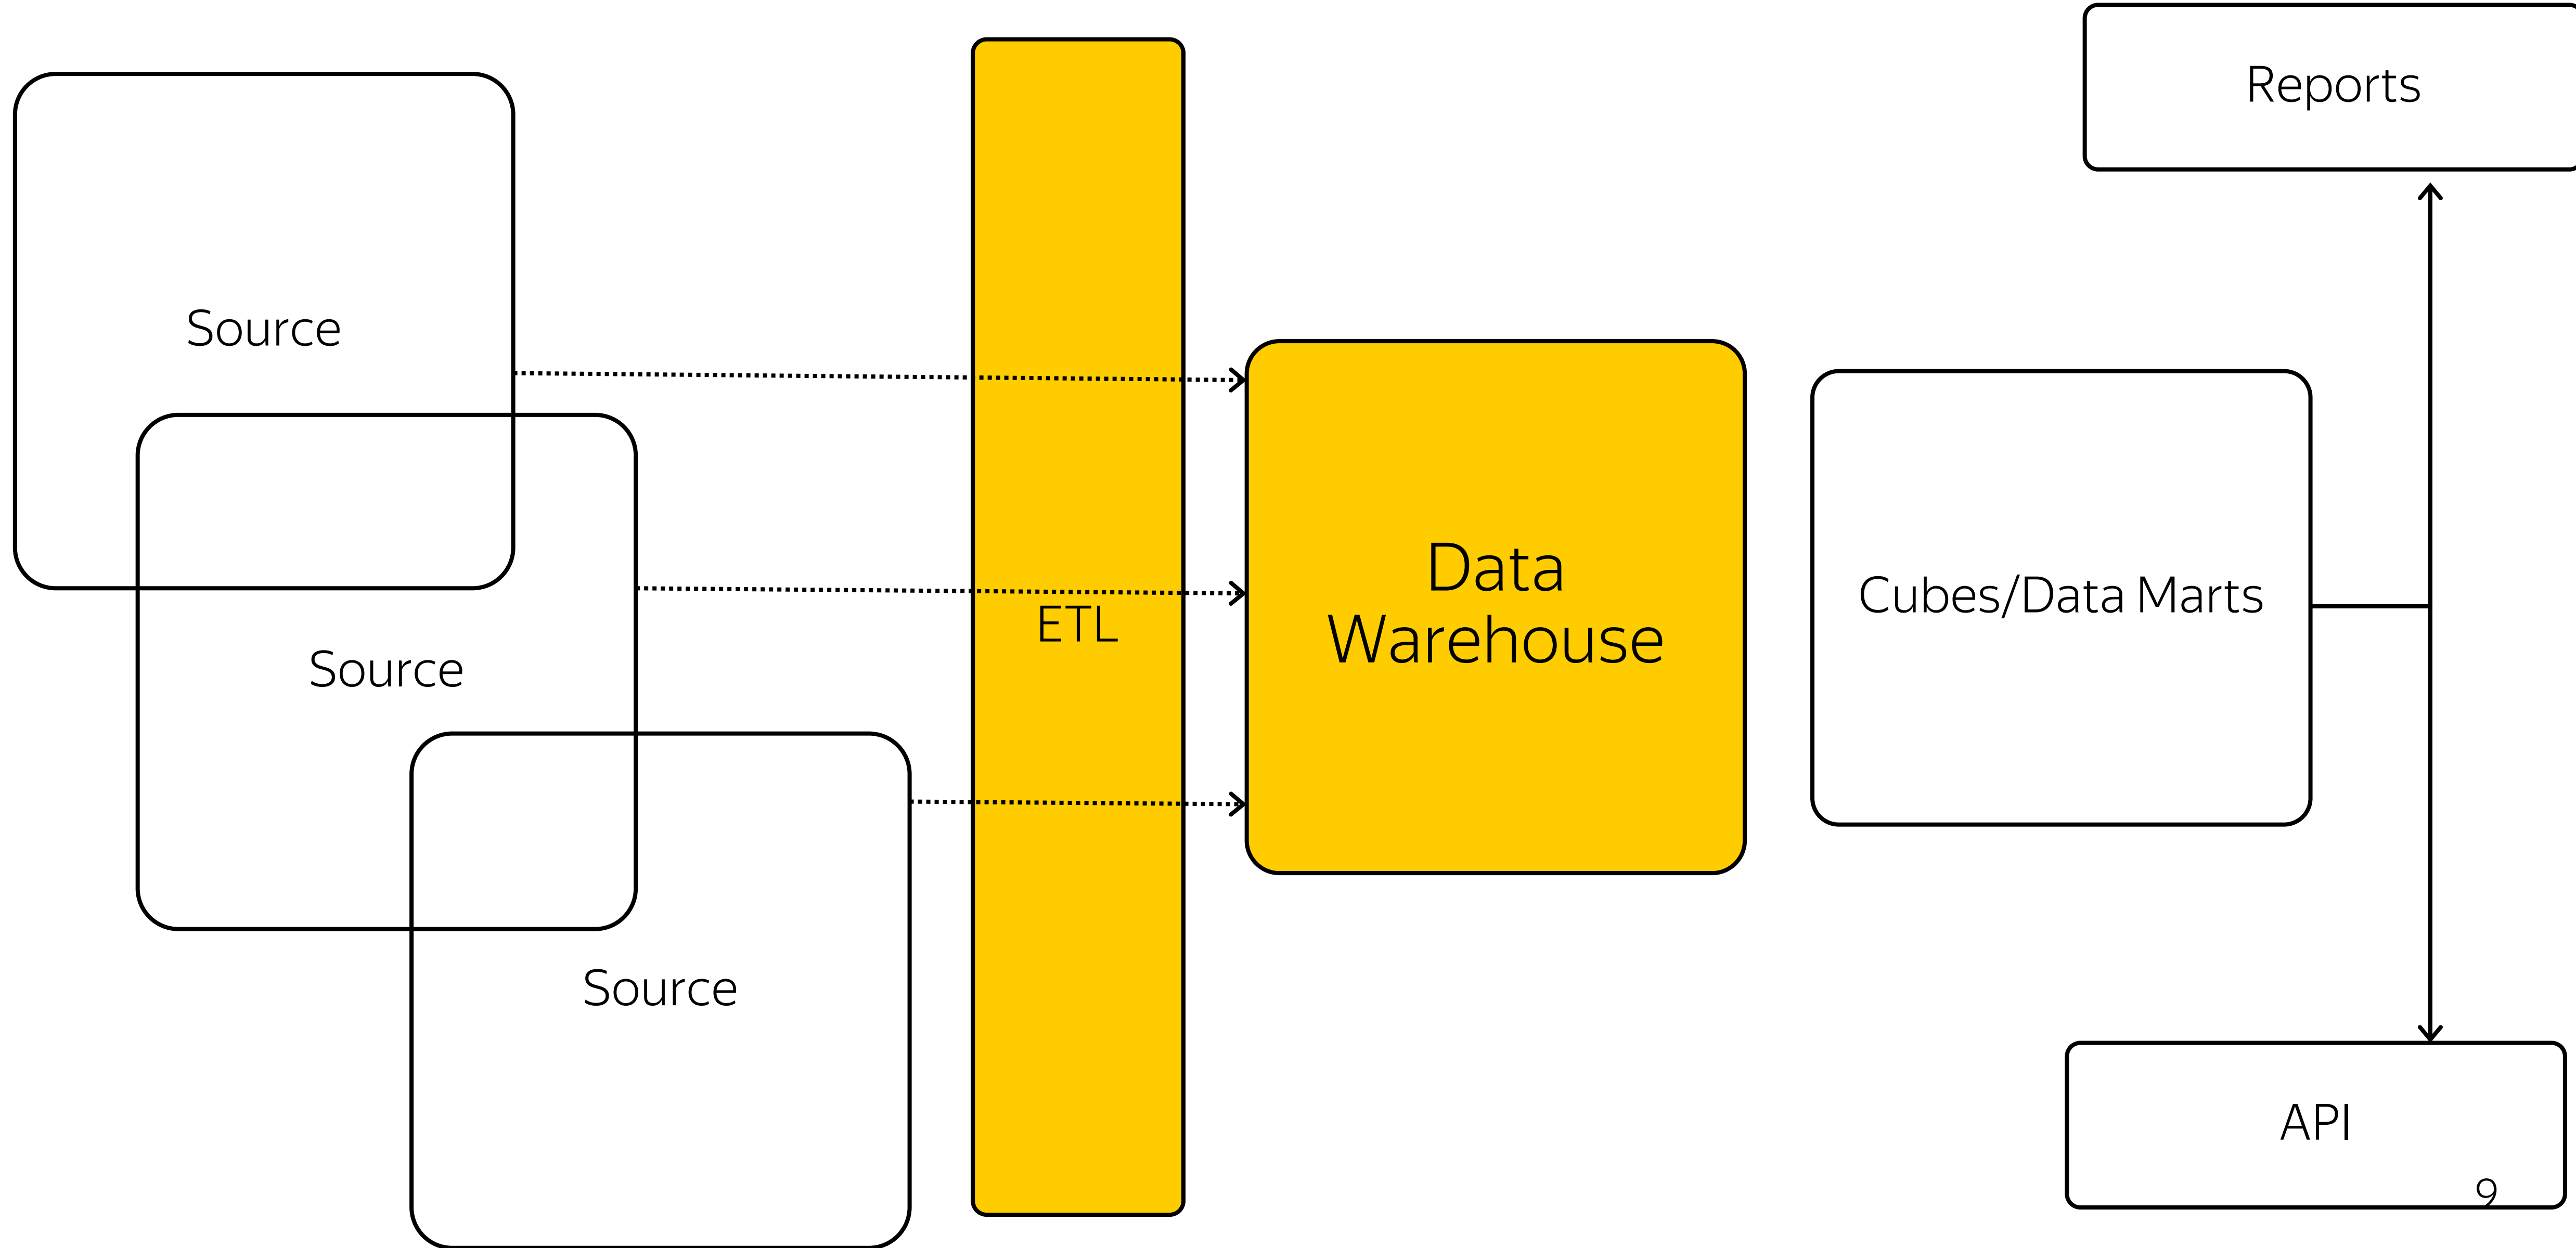 Reports
Source
Source
Source
ETL
Data
Warehouse
Cubes/Data Marts
API
9